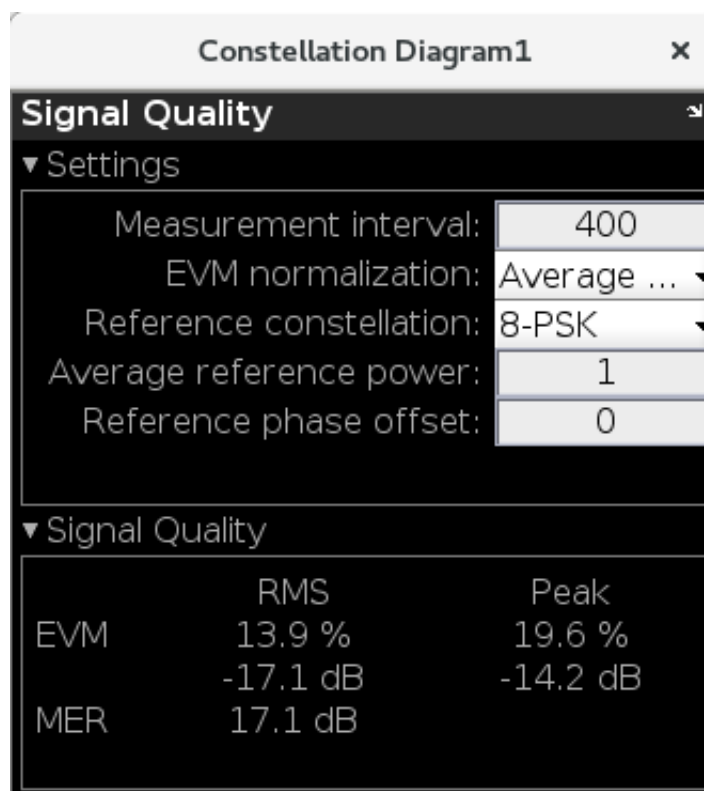 Constellation Diagram1 ×
Signal Quality
▾ Settings
Measurement interval: 400
EVM normalization: Average ...
Reference constellation: 8-PSK
Average reference power: 1
Reference phase offset: 0
▾ Signal Quality
RMS Peak
EVM 13.9 % 19.6 %
-17.1 dB -14.2 dB
MER 17.1 dB